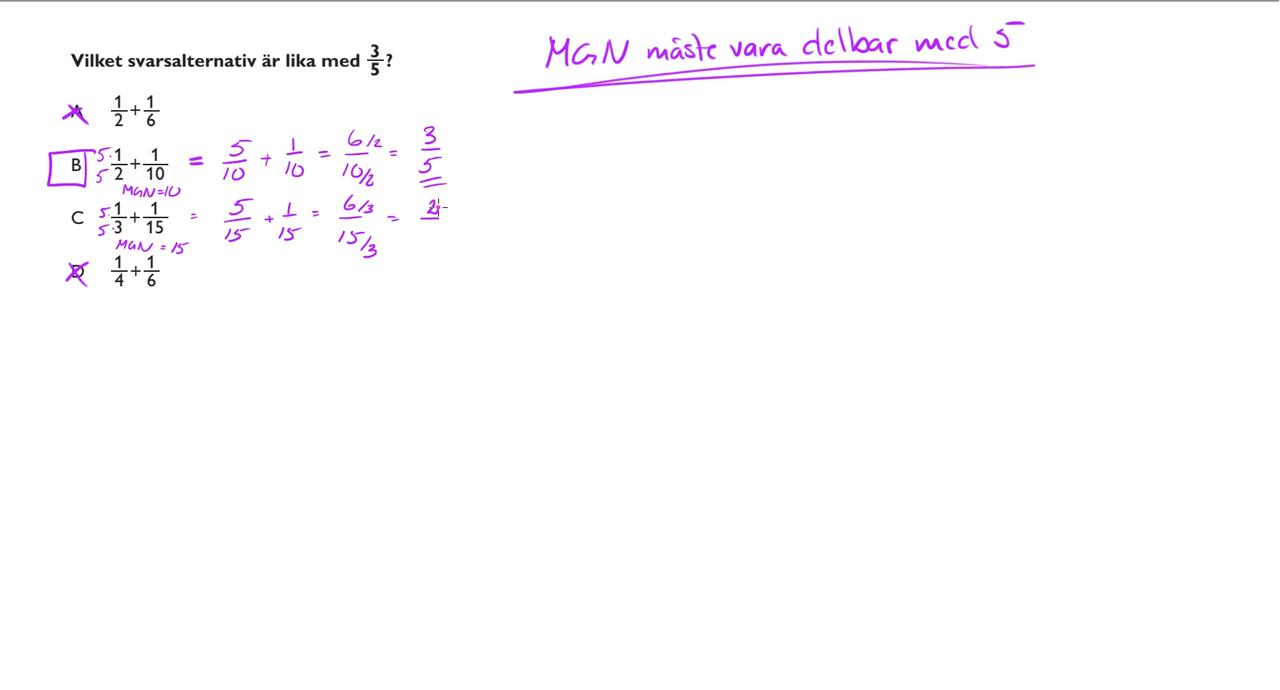 MGN måste vara delbar med 5
Vilket svarsalternativ är lika med 3/5?
A 1/2 + 1/6
B 5·1/5·2 + 1/10 = 5/10 + 1/10 = 6/2/10/2 = 3/5
MGN=10
C 5·1/5·3 + 1/15 = 5/15 + 1/15 = 6/3/15/3 = 2
MGN = 15
D 1/4 + 1/6